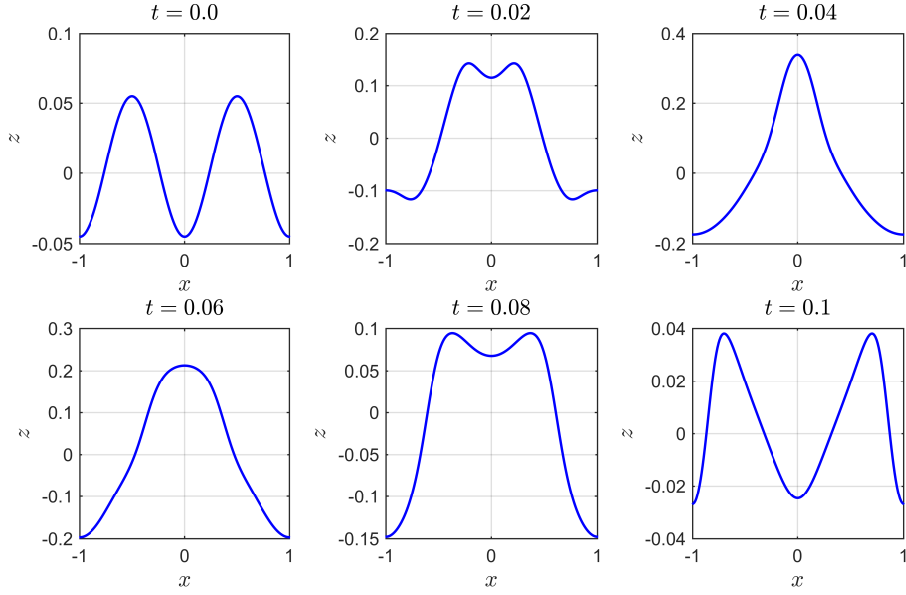 t = 0.0
0.1
0.05
0
-0.05
z
-1
0
1
x
t = 0.02
0.2
0.1
0
-0.1
-0.2
z
-1
0
1
x
t = 0.04
0.4
0.2
0
-0.2
z
-1
0
1
x
t = 0.06
0.3
0.2
0.1
0
-0.1
-0.2
z
-1
0
1
x
t = 0.08
0.1
0.05
0
-0.05
-0.1
-0.15
z
-1
0
1
x
t = 0.1
0.04
0.02
0
-0.02
-0.04
z
-1
0
1
x